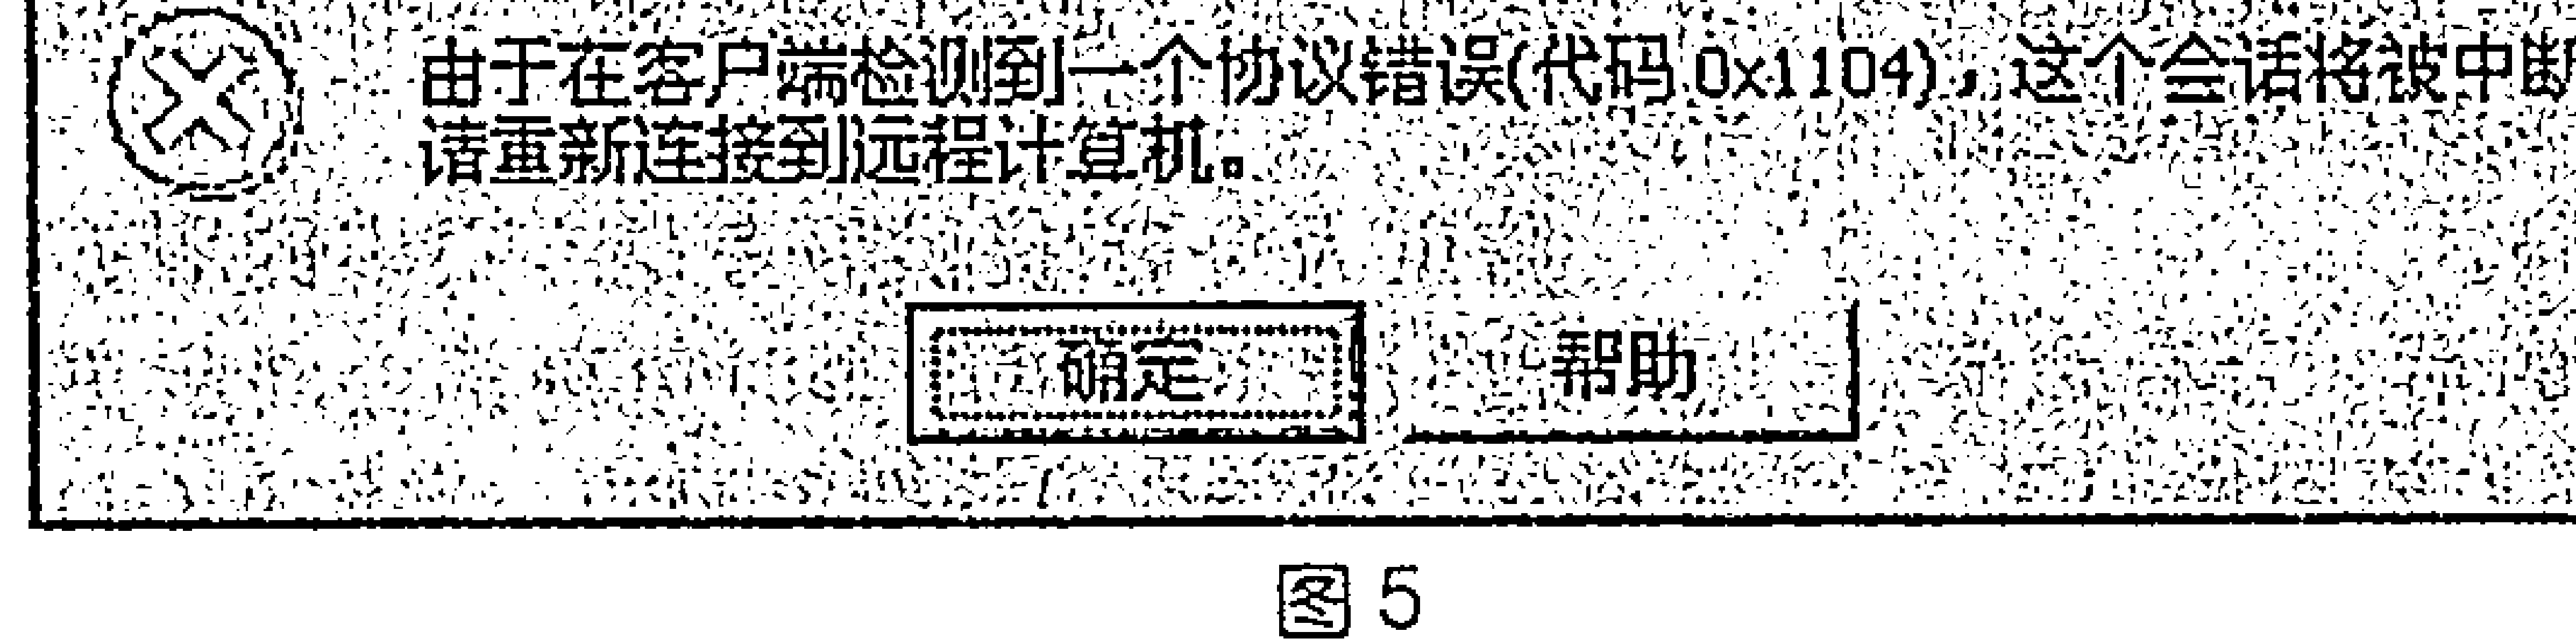 由于在客户端检测到一个协议错误(代码 0x1104)，这个会话将被中断
请重新连接到远程计算机。
确定 帮助
图 5